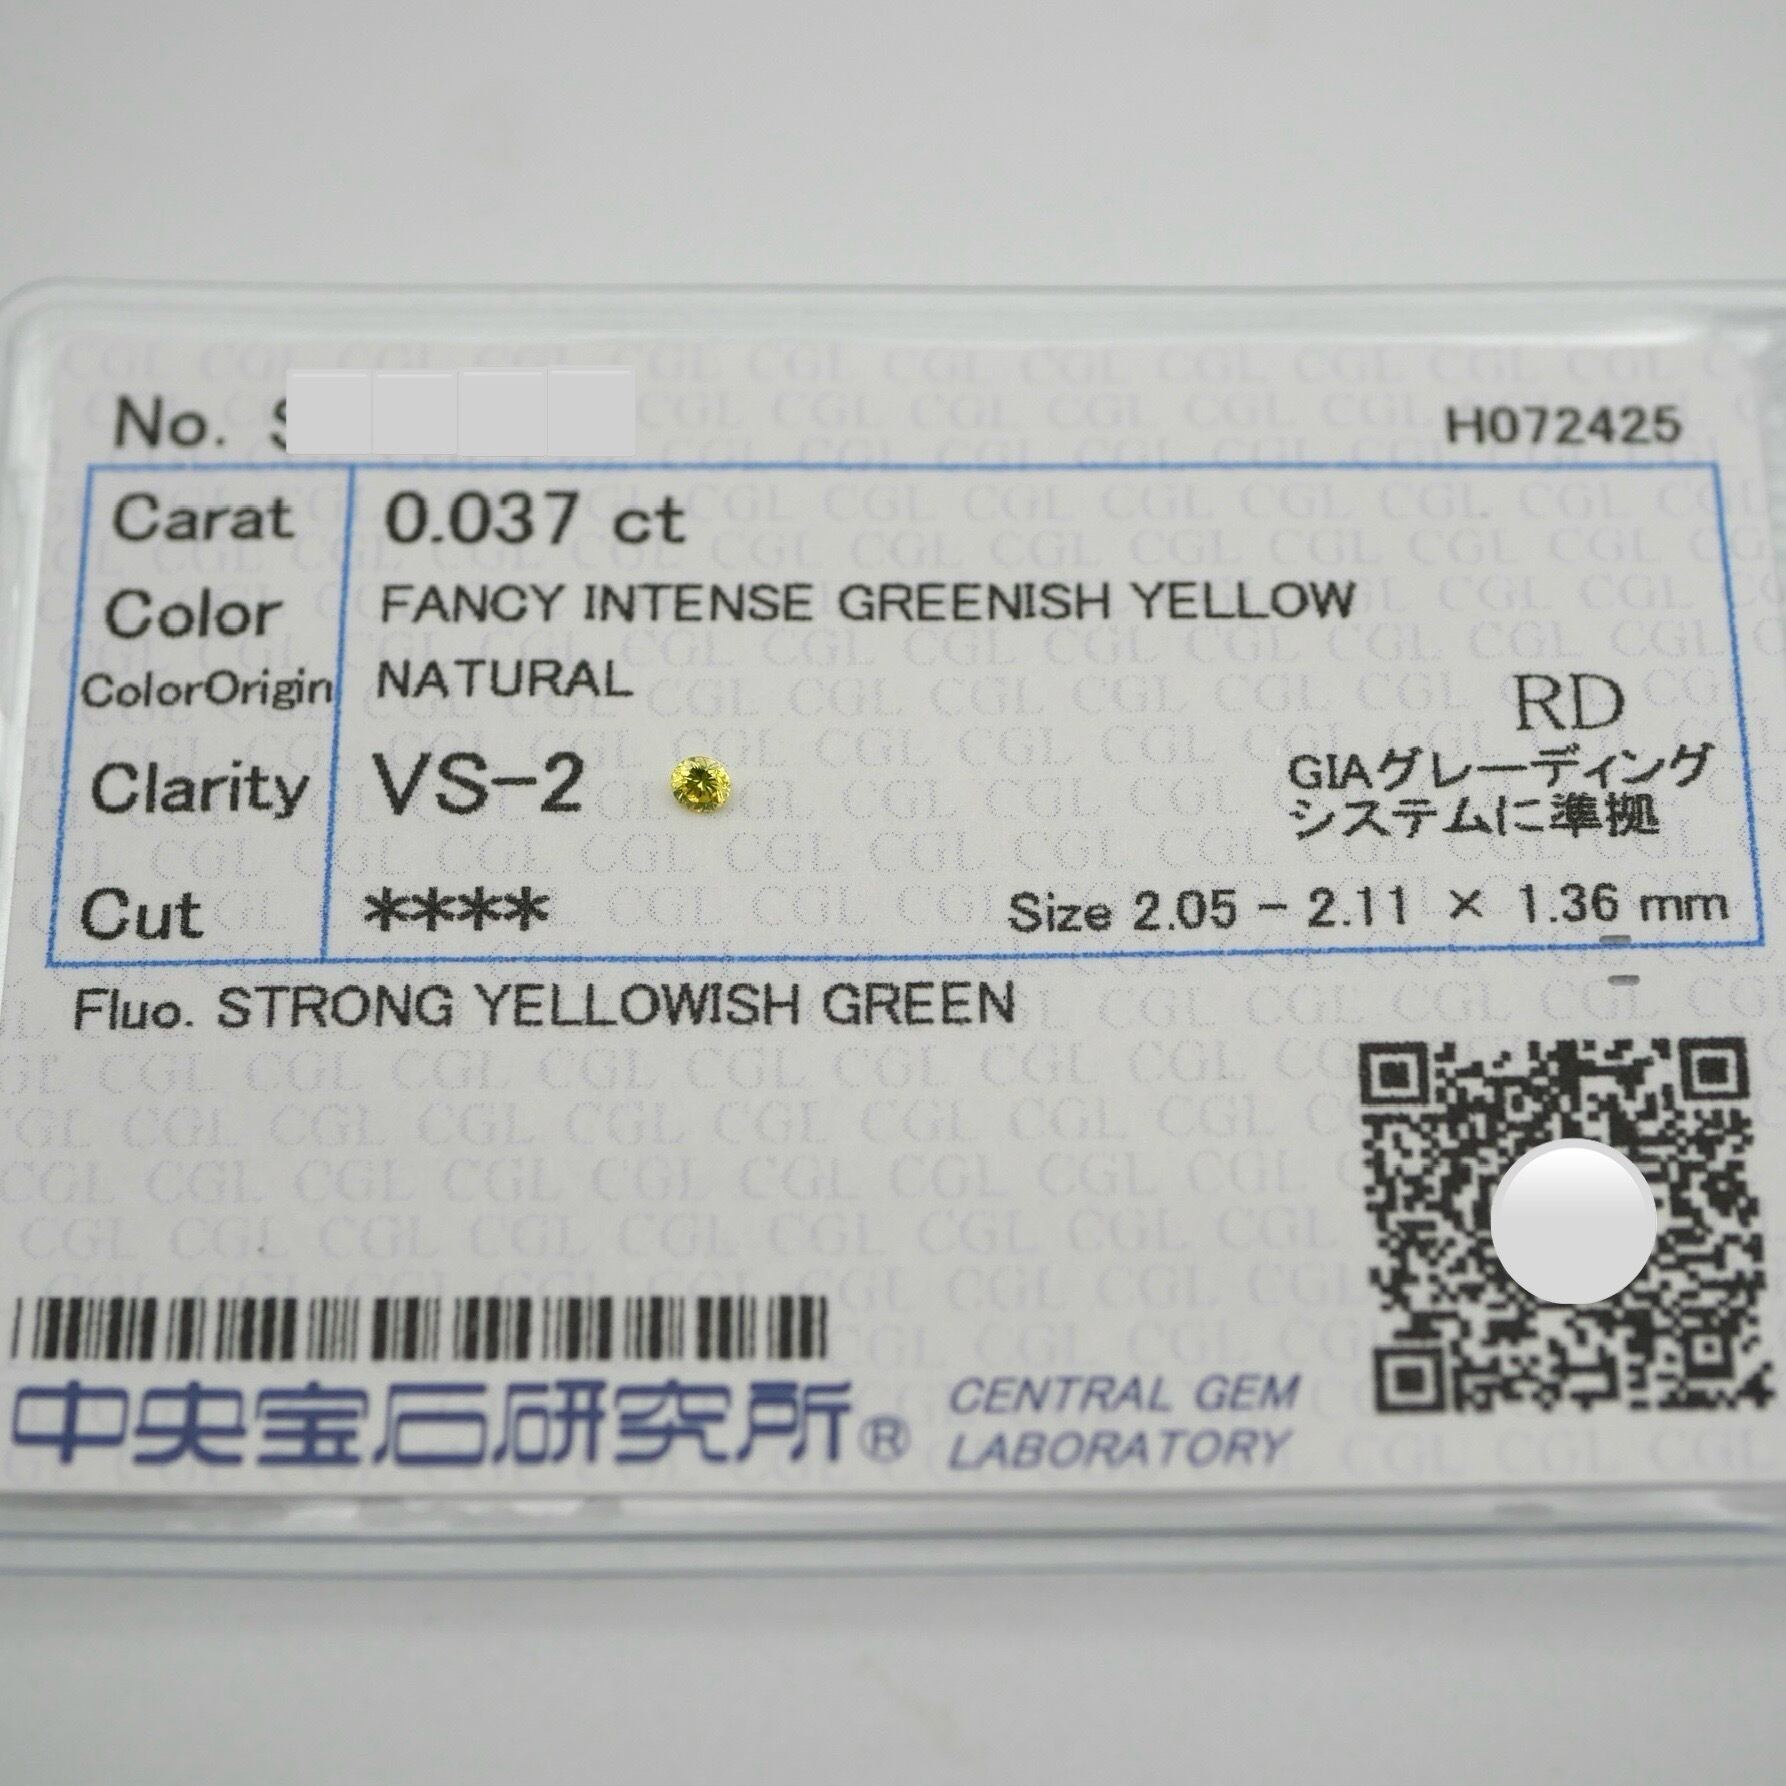 No. S
H072425
Carat 0.037 ct
Color FANCY INTENSE GREENISH YELLOW
ColorOrigin NATURAL
RD
Clarity VS-2
GIAグレーディング
システムに準拠
Cut ****
Size 2.05 - 2.11 × 1.36 mm
Fluo. STRONG YELLOWISH GREEN
中央宝石研究所®
CENTRAL GEM
LABORATORY